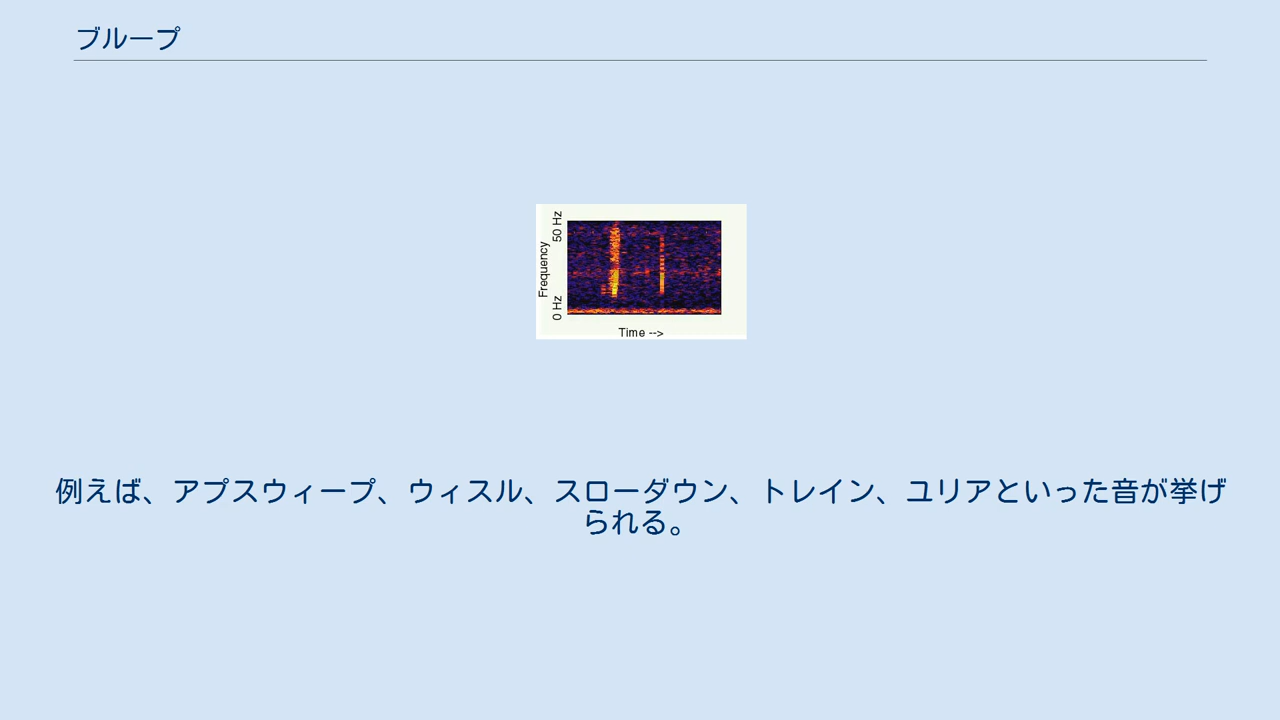 ブループ
50 Hz
Frequency
0 Hz
Time -->
例えば、アプスウィープ、ウィスル、スローダウン、トレイン、ユリアといった音が挙げ
られる。